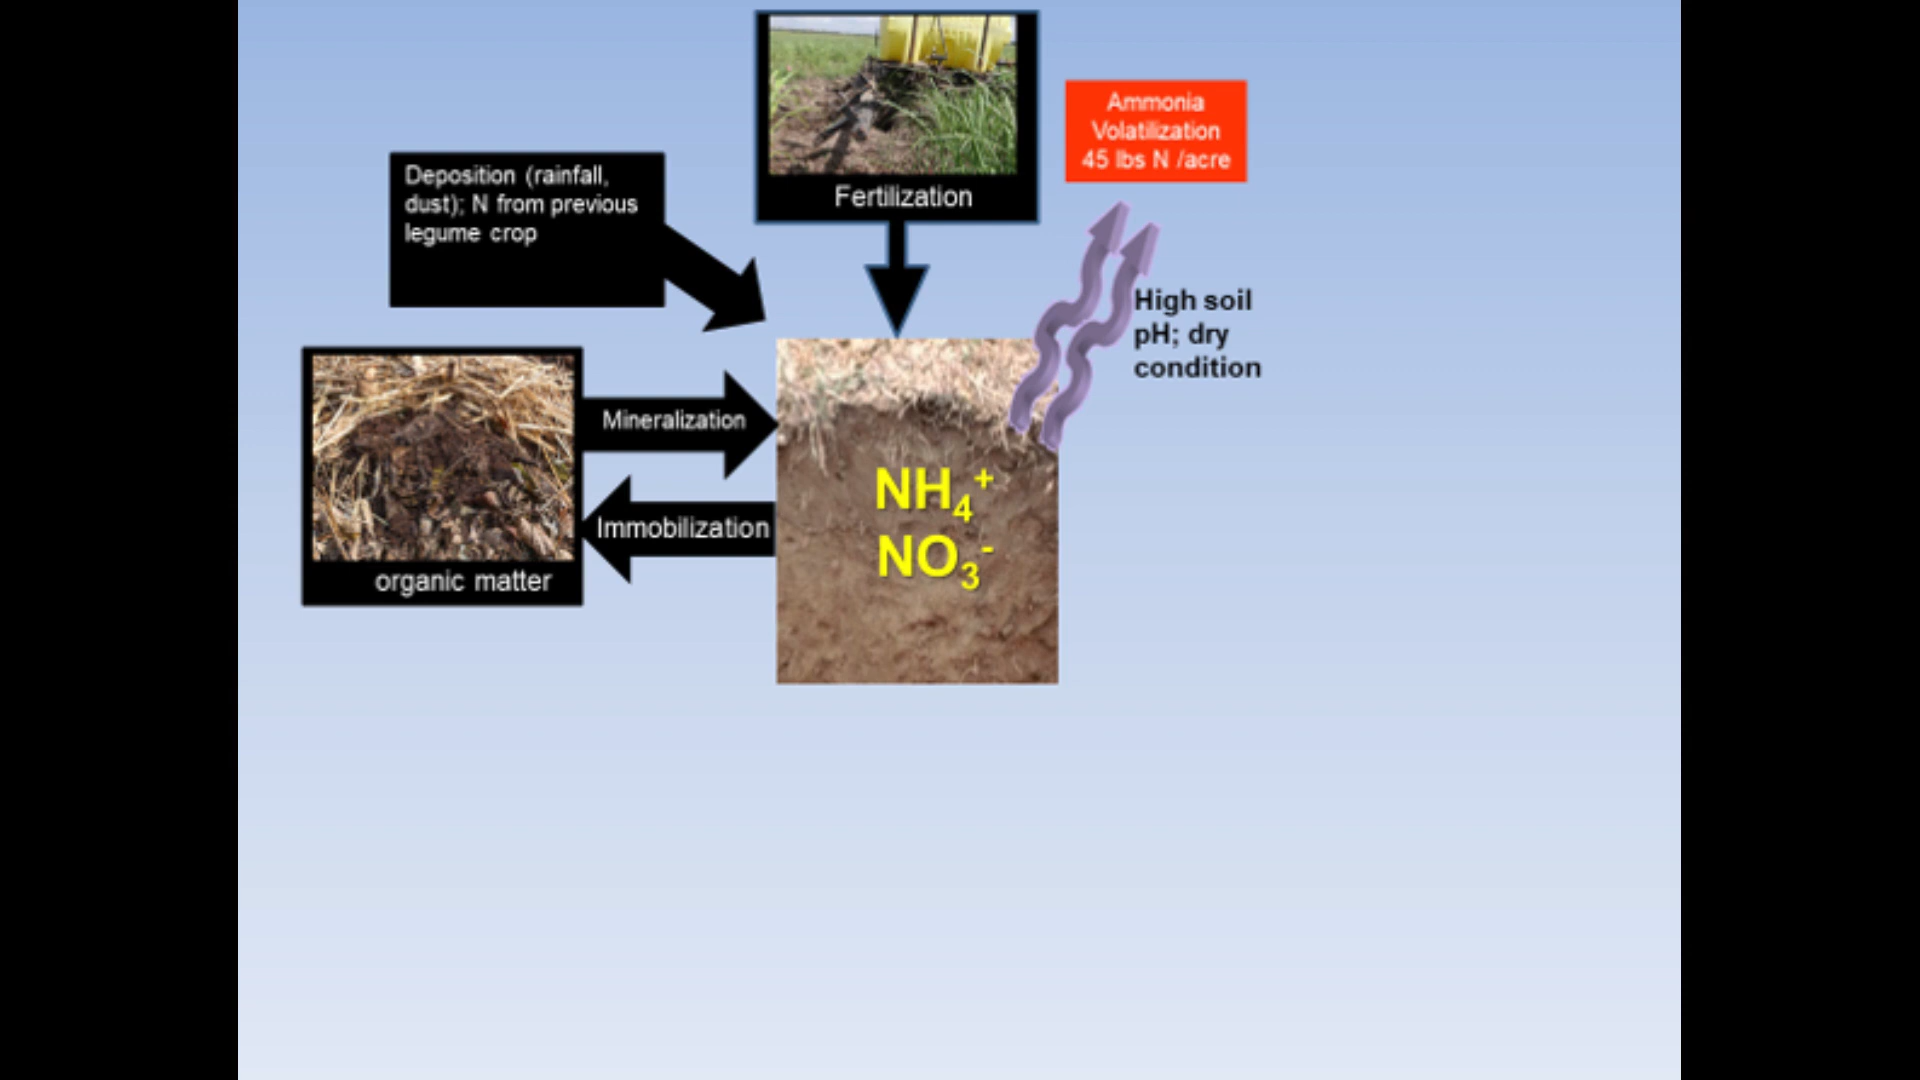 Fertilization
Ammonia
Volatilization
45 lbs N /acre
Deposition (rainfall,
dust); N from previous
legume crop
High soil
pH; dry
condition
Mineralization
Immobilization
organic matter
NH₄⁺
NO₃⁻